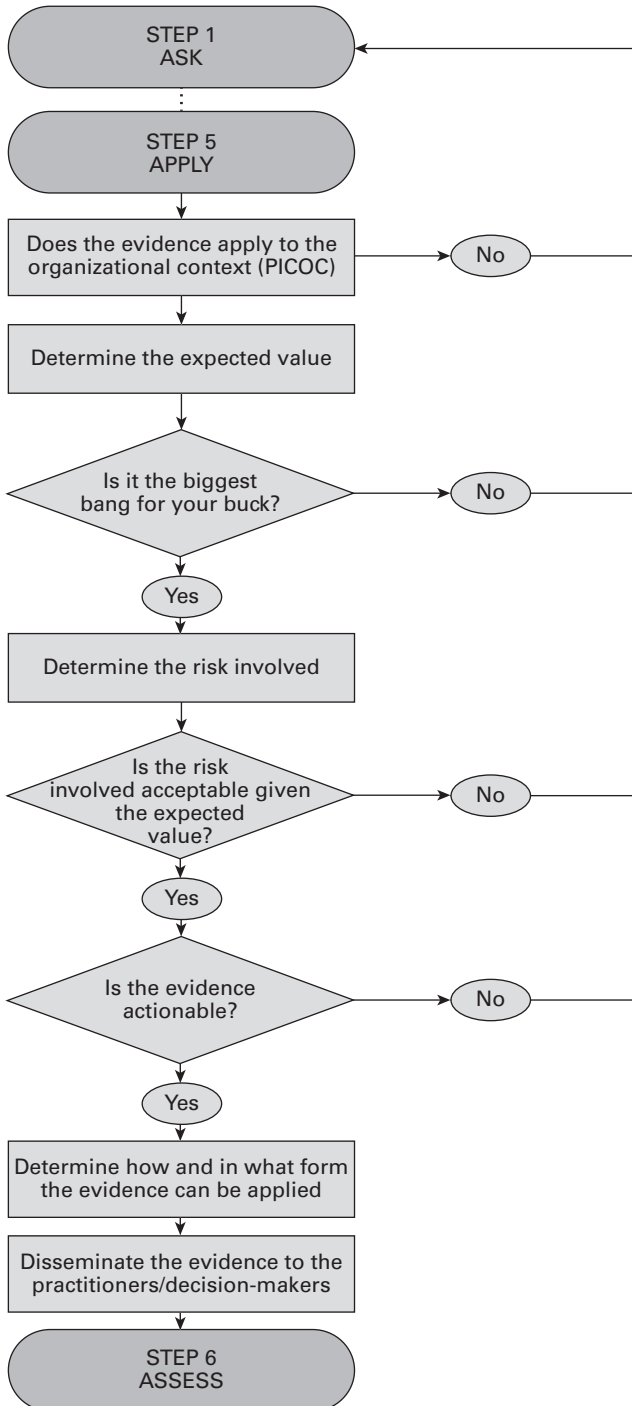 STEP 1
ASK
STEP 5
APPLY
Does the evidence apply to the
organizational context (PICOC)
No
Determine the expected value
Is it the biggest
bang for your buck?
No
Yes
Determine the risk involved
Is the risk
involved acceptable given
the expected
value?
No
Yes
Is the evidence
actionable?
No
Yes
Determine how and in what form
the evidence can be applied
Disseminate the evidence to the
practitioners/decision-makers
STEP 6
ASSESS